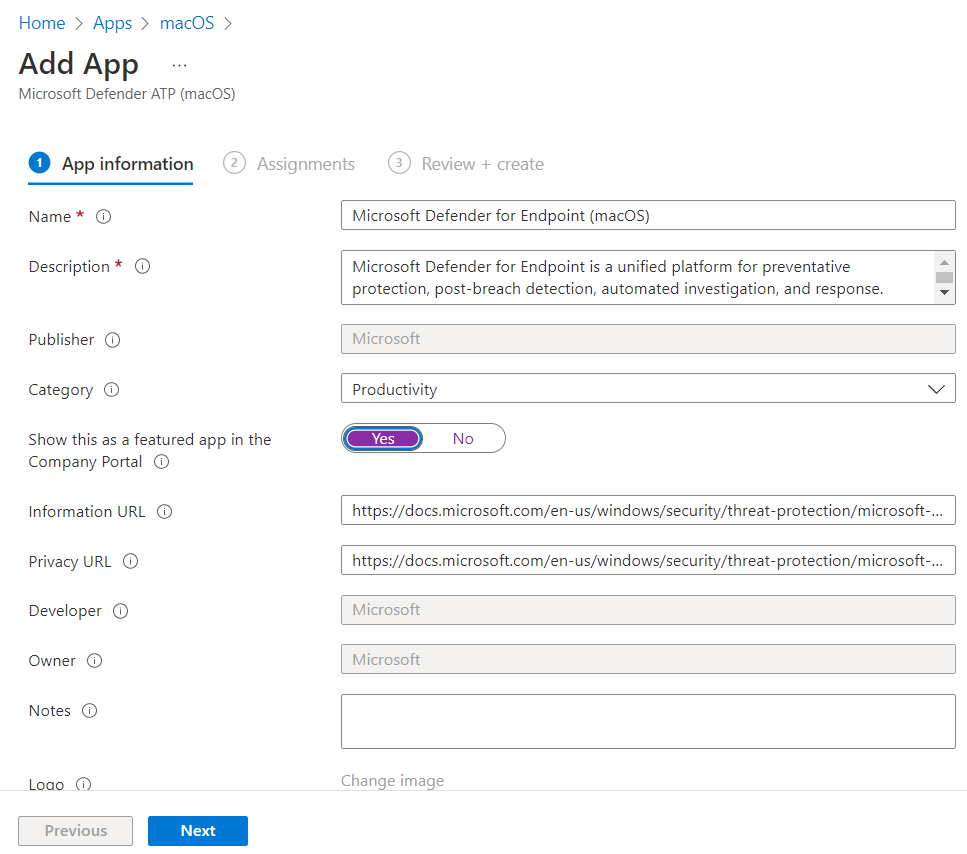 Home > Apps > macOS >
Add App ...
Microsoft Defender ATP (macOS)
1 App information 2 Assignments 3 Review + create
Name * Microsoft Defender for Endpoint (macOS)
Description * Microsoft Defender for Endpoint is a unified platform for preventative
protection, post-breach detection, automated investigation, and response.
Publisher Microsoft
Category Productivity
Show this as a featured app in the
Company Portal Yes No
Information URL https://docs.microsoft.com/en-us/windows/security/threat-protection/microsoft-...
Privacy URL https://docs.microsoft.com/en-us/windows/security/threat-protection/microsoft-...
Developer Microsoft
Owner Microsoft
Notes
Logo Change image
Previous Next